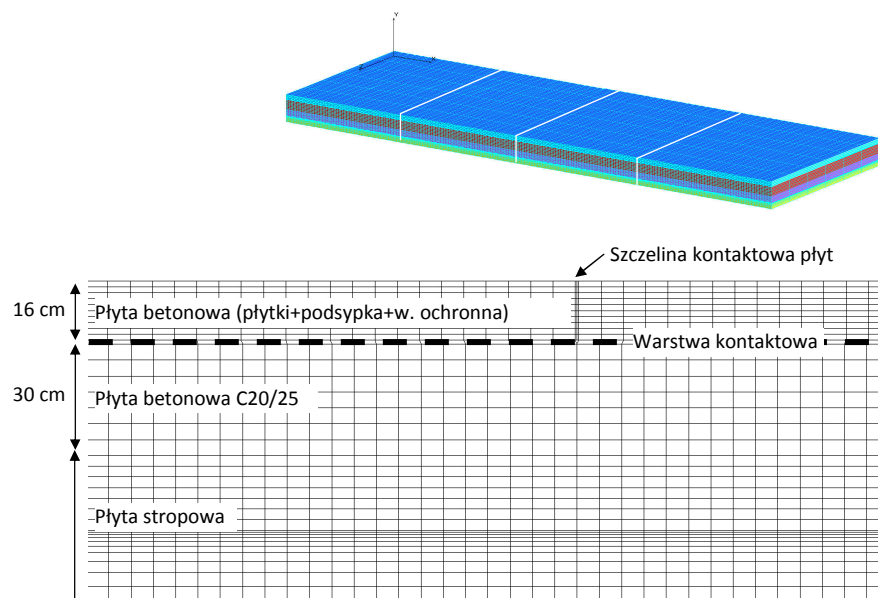 Y
X
Z
Szczelina kontaktowa płyt
16 cm
Płyta betonowa (płytki+podsypka+w. ochronna)
Warstwa kontaktowa
30 cm
Płyta betonowa C20/25
Płyta stropowa